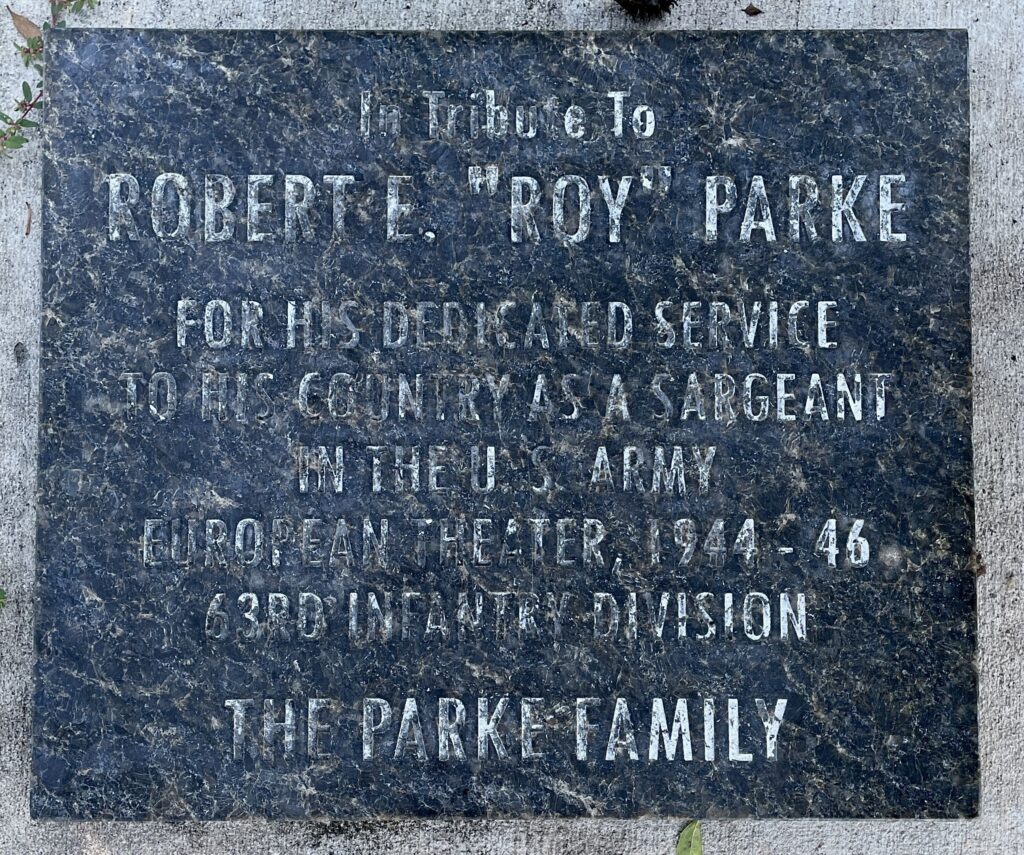 In Tribute To
ROBERT E. "ROY" PARKE
FOR HIS DEDICATED SERVICE
TO HIS COUNTRY AS A SARGEANT
IN THE U. S. ARMY
EUROPEAN THEATER, 1944 - 46
63RD INFANTRY DIVISION
THE PARKE FAMILY